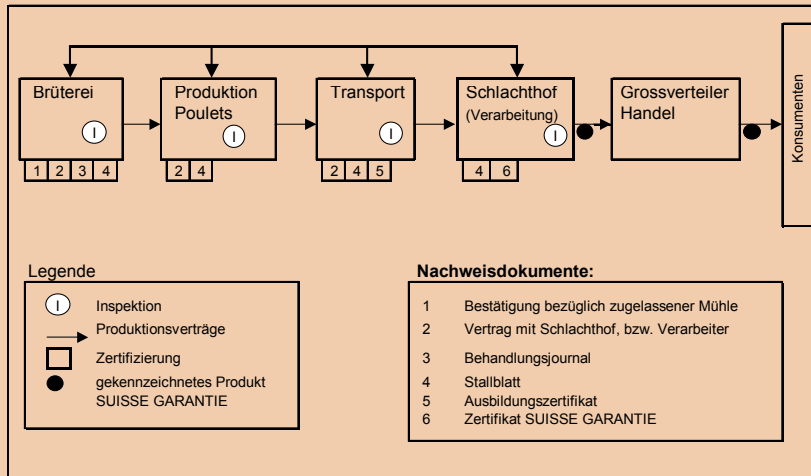 Brüterei
I
1 2 3 4
Produktion
Poulets
I
2 4
Transport
I
2 4 5
Schlachthof
(Verarbeitung)
I
4 6
Grossverteiler
Handel
Konsumenten
Legende
I Inspektion
Produktionsverträge
Zertifizierung
gekennzeichnetes Produkt
SUISSE GARANTIE
Nachweisdokumente:
1 Bestätigung bezüglich zugelassener Mühle
2 Vertrag mit Schlachthof, bzw. Verarbeiter
3 Behandlungsjournal
4 Stallblatt
5 Ausbildungszertifikat
6 Zertifikat SUISSE GARANTIE